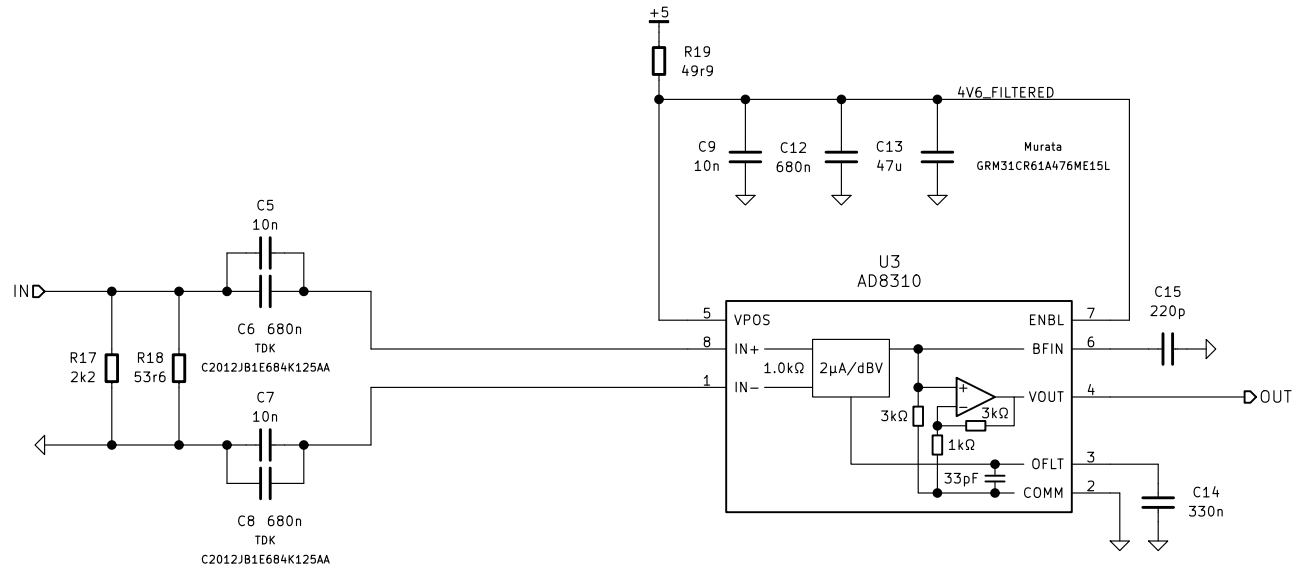 +5
R19
49r9
4V6_FILTERED
C9
10n
C12
680n
C13
47u
Murata
GRM31CR61A476ME15L
C5
10n
IN
C6 680n
TDK
C2012JB1E684K125AA
R17
2k2
R18
53r6
C7
10n
C8 680n
TDK
C2012JB1E684K125AA
U3
AD8310
5
VPOS
ENBL
7
C15
220p
8
IN+
1.0kΩ
2µA/dBV
BFIN
6
1
IN−
3kΩ
+
−
3kΩ
VOUT
4
OUT
1kΩ
33pF
OFLT
3
COMM
2
C14
330n